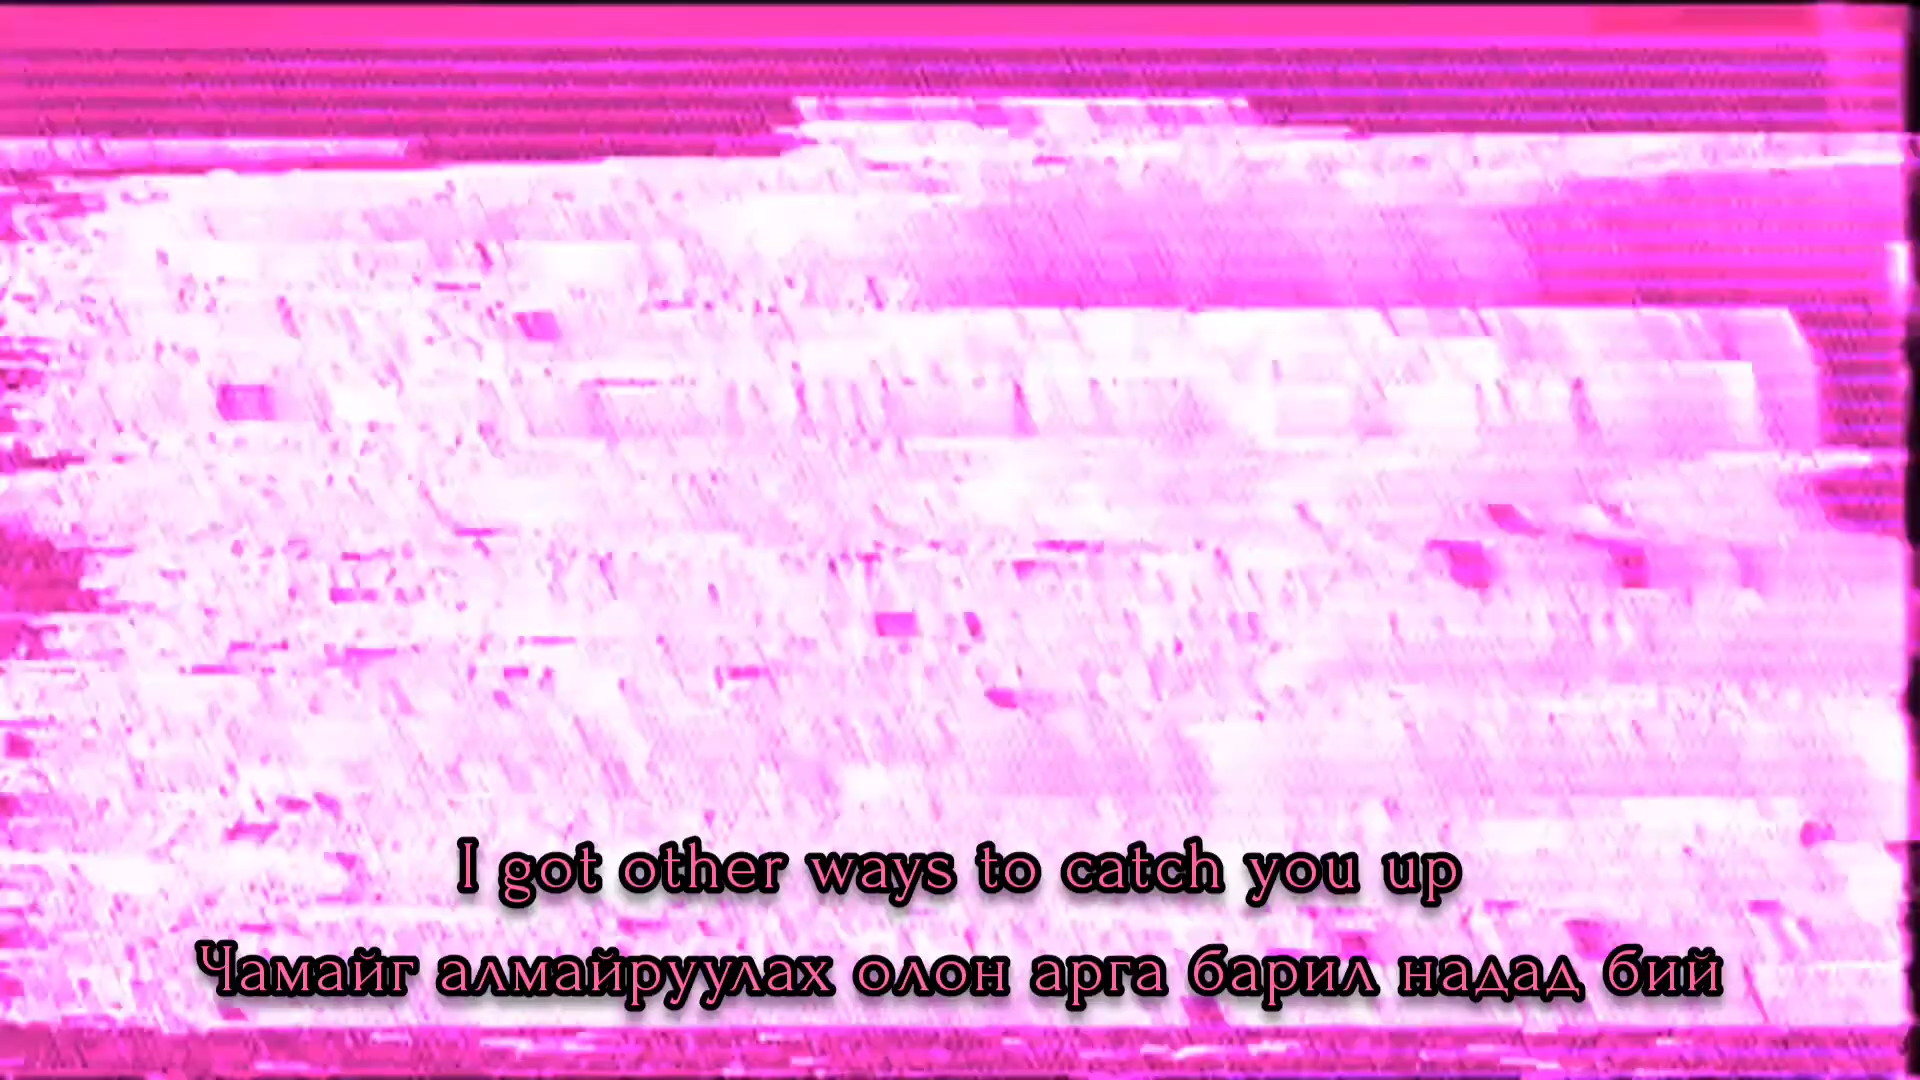 I got other ways to catch you up
Чамайг алмайруулах олон арга барил надад бий